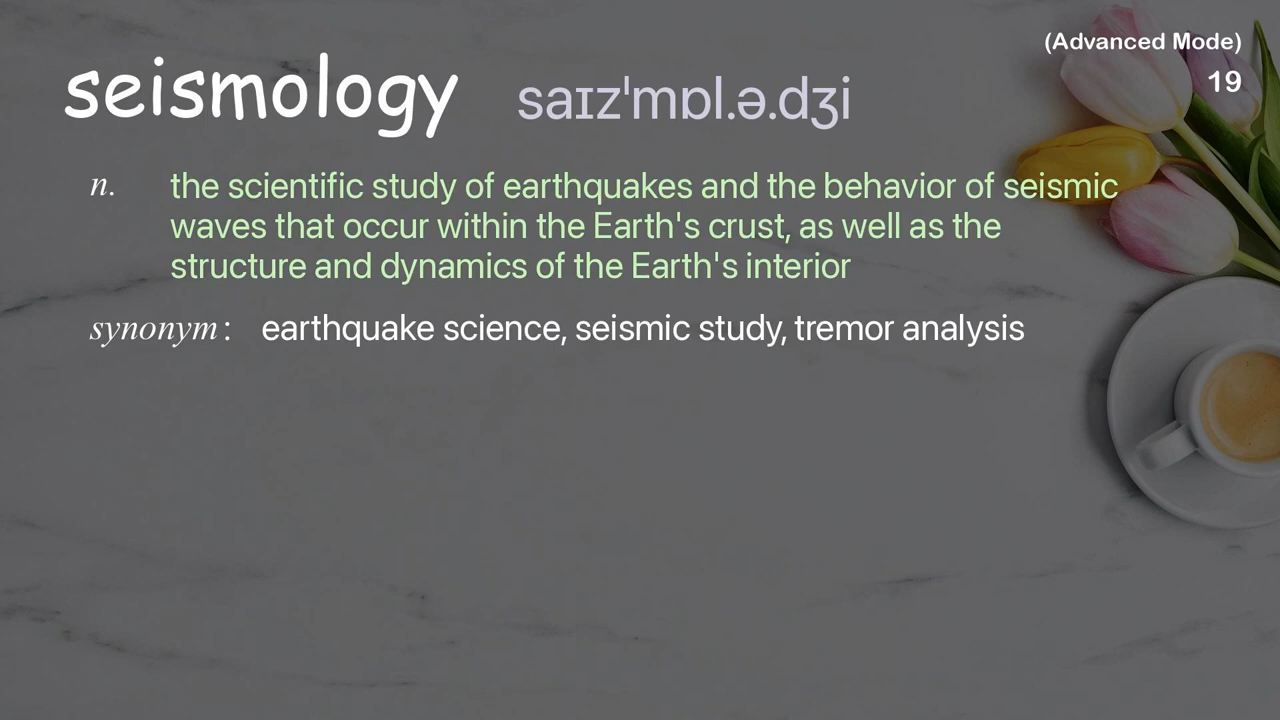 (Advanced Mode)
19
seismology saɪz'mɒl.ə.dʒi
n. the scientific study of earthquakes and the behavior of seismic
waves that occur within the Earth's crust, as well as the
structure and dynamics of the Earth's interior
synonym: earthquake science, seismic study, tremor analysis